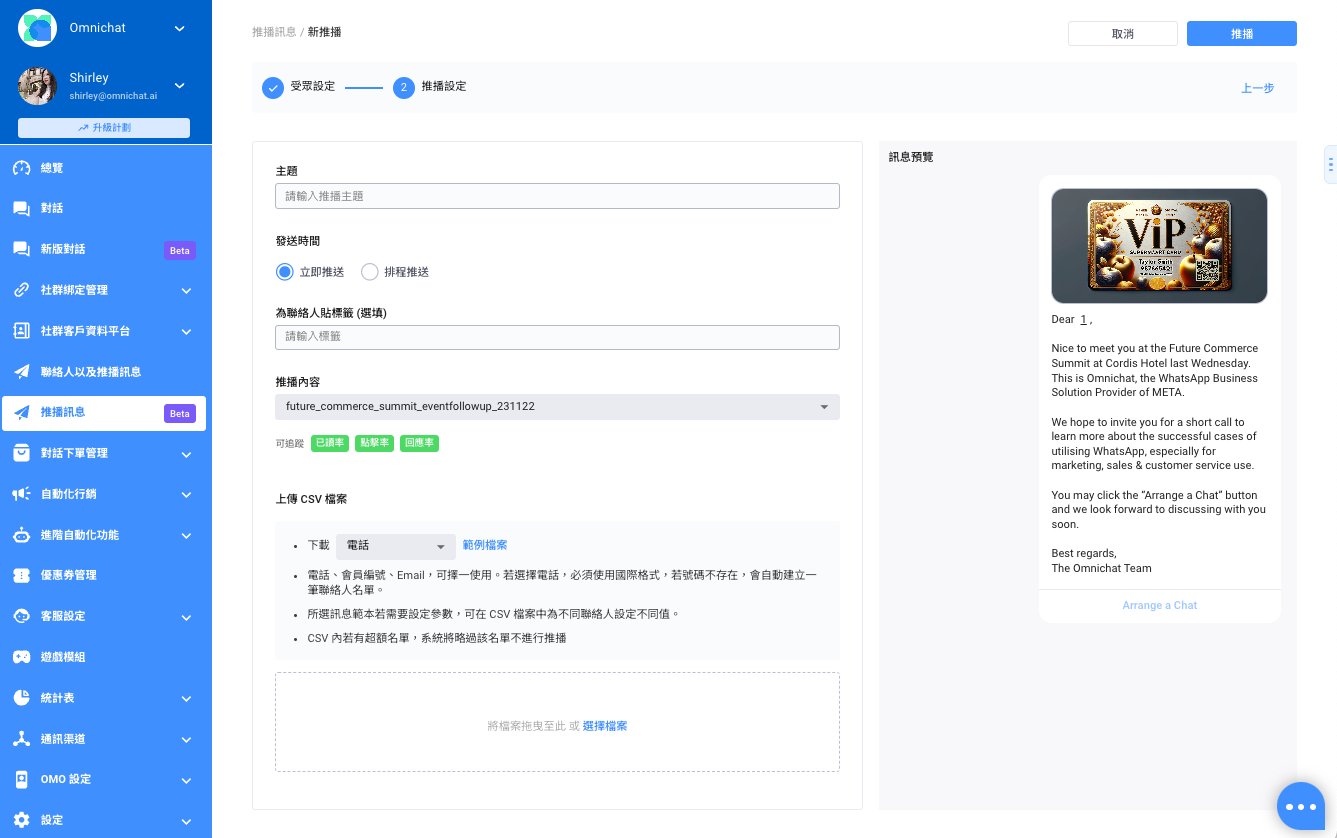 Omnichat
Shirley
shirley@omnichat.ai
升級計劃
總覽
對話
新版對話 Beta
社群綁定管理
社群客戶資料平台
聯絡人以及推播訊息
推播訊息 Beta
對話下單管理
自動化行銷
進階自動化功能
優惠券管理
客服設定
遊戲模組
統計表
通訊渠道
OMO 設定
設定
推播訊息 / 新推播
取消
推播
受眾設定
2 推播設定
上一步
主題
請輸入推播主題
發送時間
立即推送 排程推送
為聯絡人貼標籤 (選填)
請輸入標籤
推播內容
future_commerce_summit_eventfollowup_231122
可追蹤 已讀率 點擊率 回應率
上傳 CSV 檔案
下載 電話 範例檔案
電話、會員編號、Email，可擇一使用。若選擇電話，必須使用國際格式，若號碼不存在，會自動建立一
筆聯絡人名單。
所選訊息範本若需要設定參數，可在 CSV 檔案中為不同聯絡人設定不同值。
CSV 內若有超額名單，系統將略過該名單不進行推播
將檔案拖曳至此 或 選擇檔案
訊息預覽
ViP
Taylor Smith
Dear 1 ,
Nice to meet you at the Future Commerce
Summit at Cordis Hotel last Wednesday.
This is Omnichat, the WhatsApp Business
Solution Provider of META.
We hope to invite you for a short call to
learn more about the successful cases of
utilising WhatsApp, especially for
marketing, sales & customer service use.
You may click the “Arrange a Chat” button
and we look forward to discussing with you
soon.
Best regards,
The Omnichat Team
Arrange a Chat